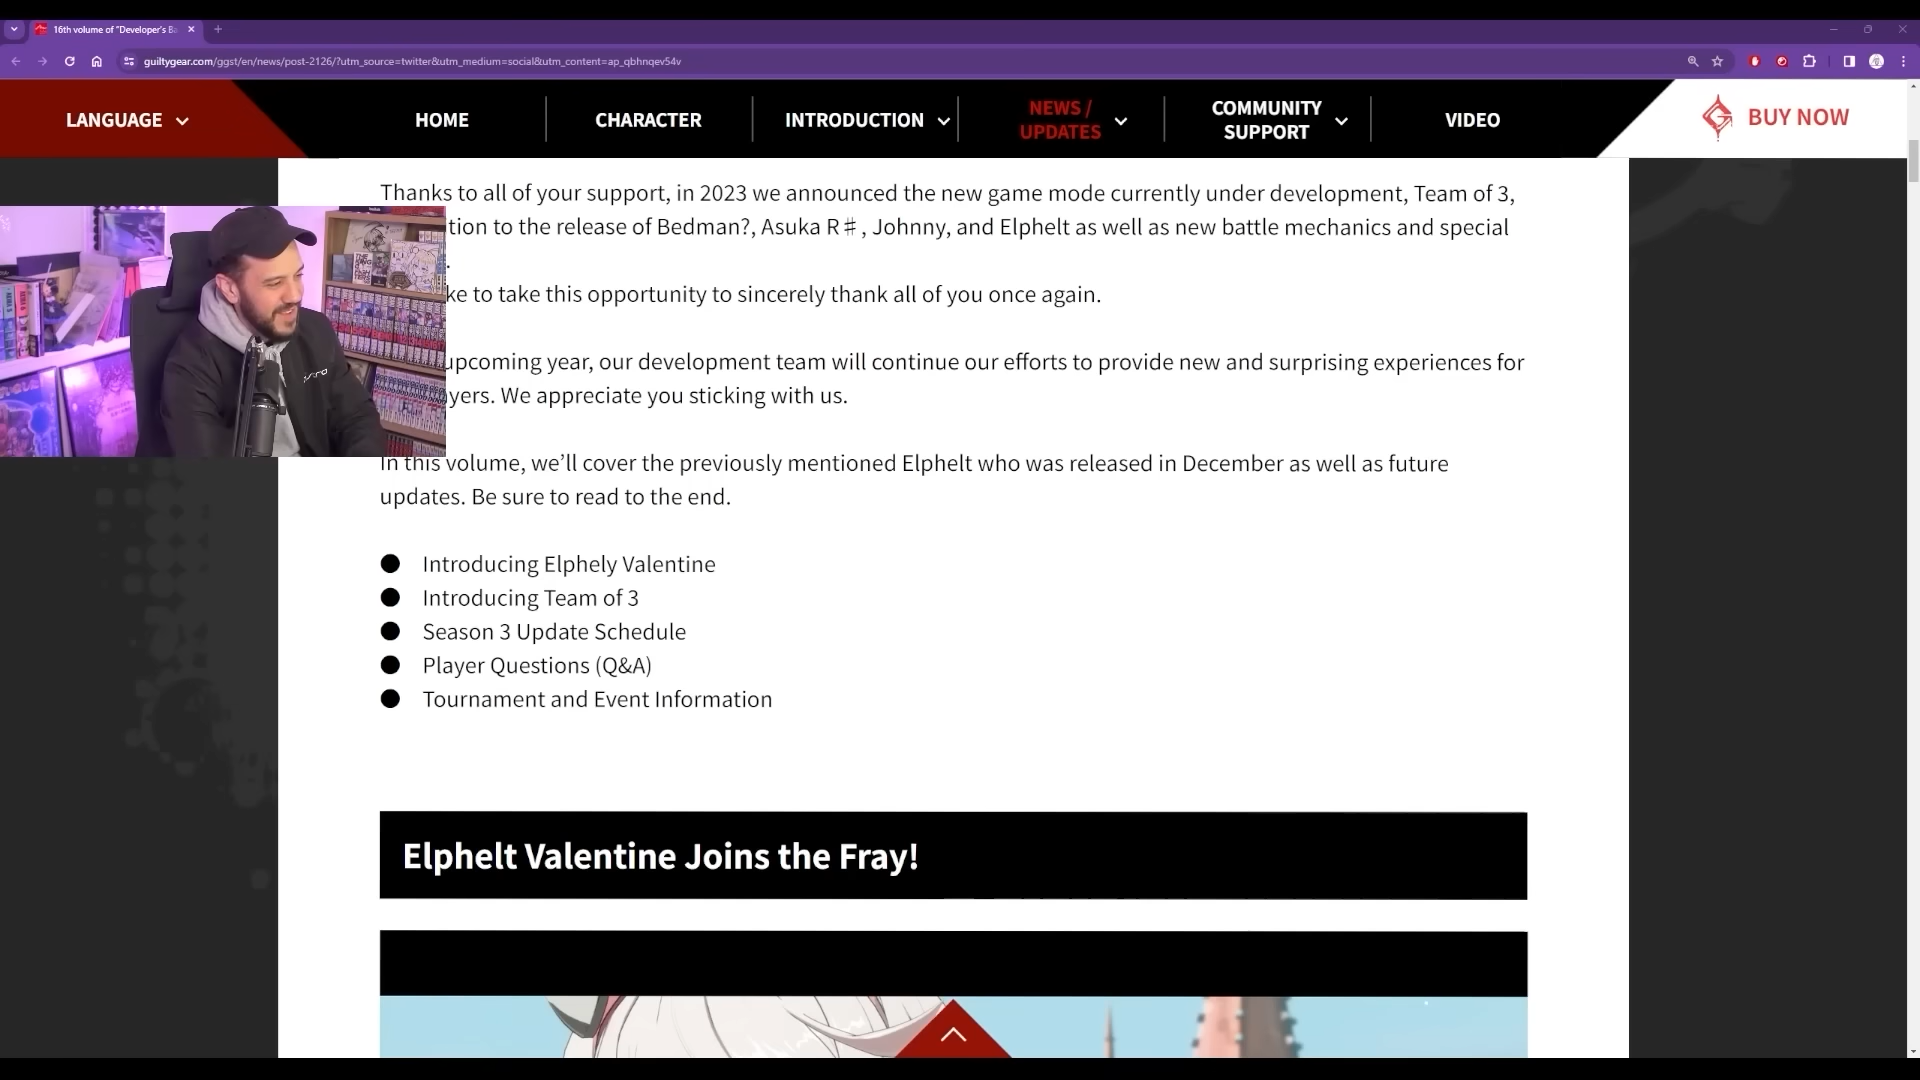 16th volume of "Developer's Ba
guiltygear.com/ggst/en/news/post-2126/?utm_source=twitter&utm_medium=social&utm_content=ap_qbhnqev54v
LANGUAGE
HOME
CHARACTER
INTRODUCTION
NEWS /
UPDATES
COMMUNITY
SUPPORT
VIDEO
BUY NOW
Thanks to all of your support, in 2023 we announced the new game mode currently under development, Team of 3,
tion to the release of Bedman?, Asuka R♯, Johnny, and Elphelt as well as new battle mechanics and special
.
ke to take this opportunity to sincerely thank all of you once again.
upcoming year, our development team will continue our efforts to provide new and surprising experiences for
yers. We appreciate you sticking with us.
In this volume, we'll cover the previously mentioned Elphelt who was released in December as well as future
updates. Be sure to read to the end.
● Introducing Elphely Valentine
● Introducing Team of 3
● Season 3 Update Schedule
● Player Questions (Q&A)
● Tournament and Event Information
Elphelt Valentine Joins the Fray!